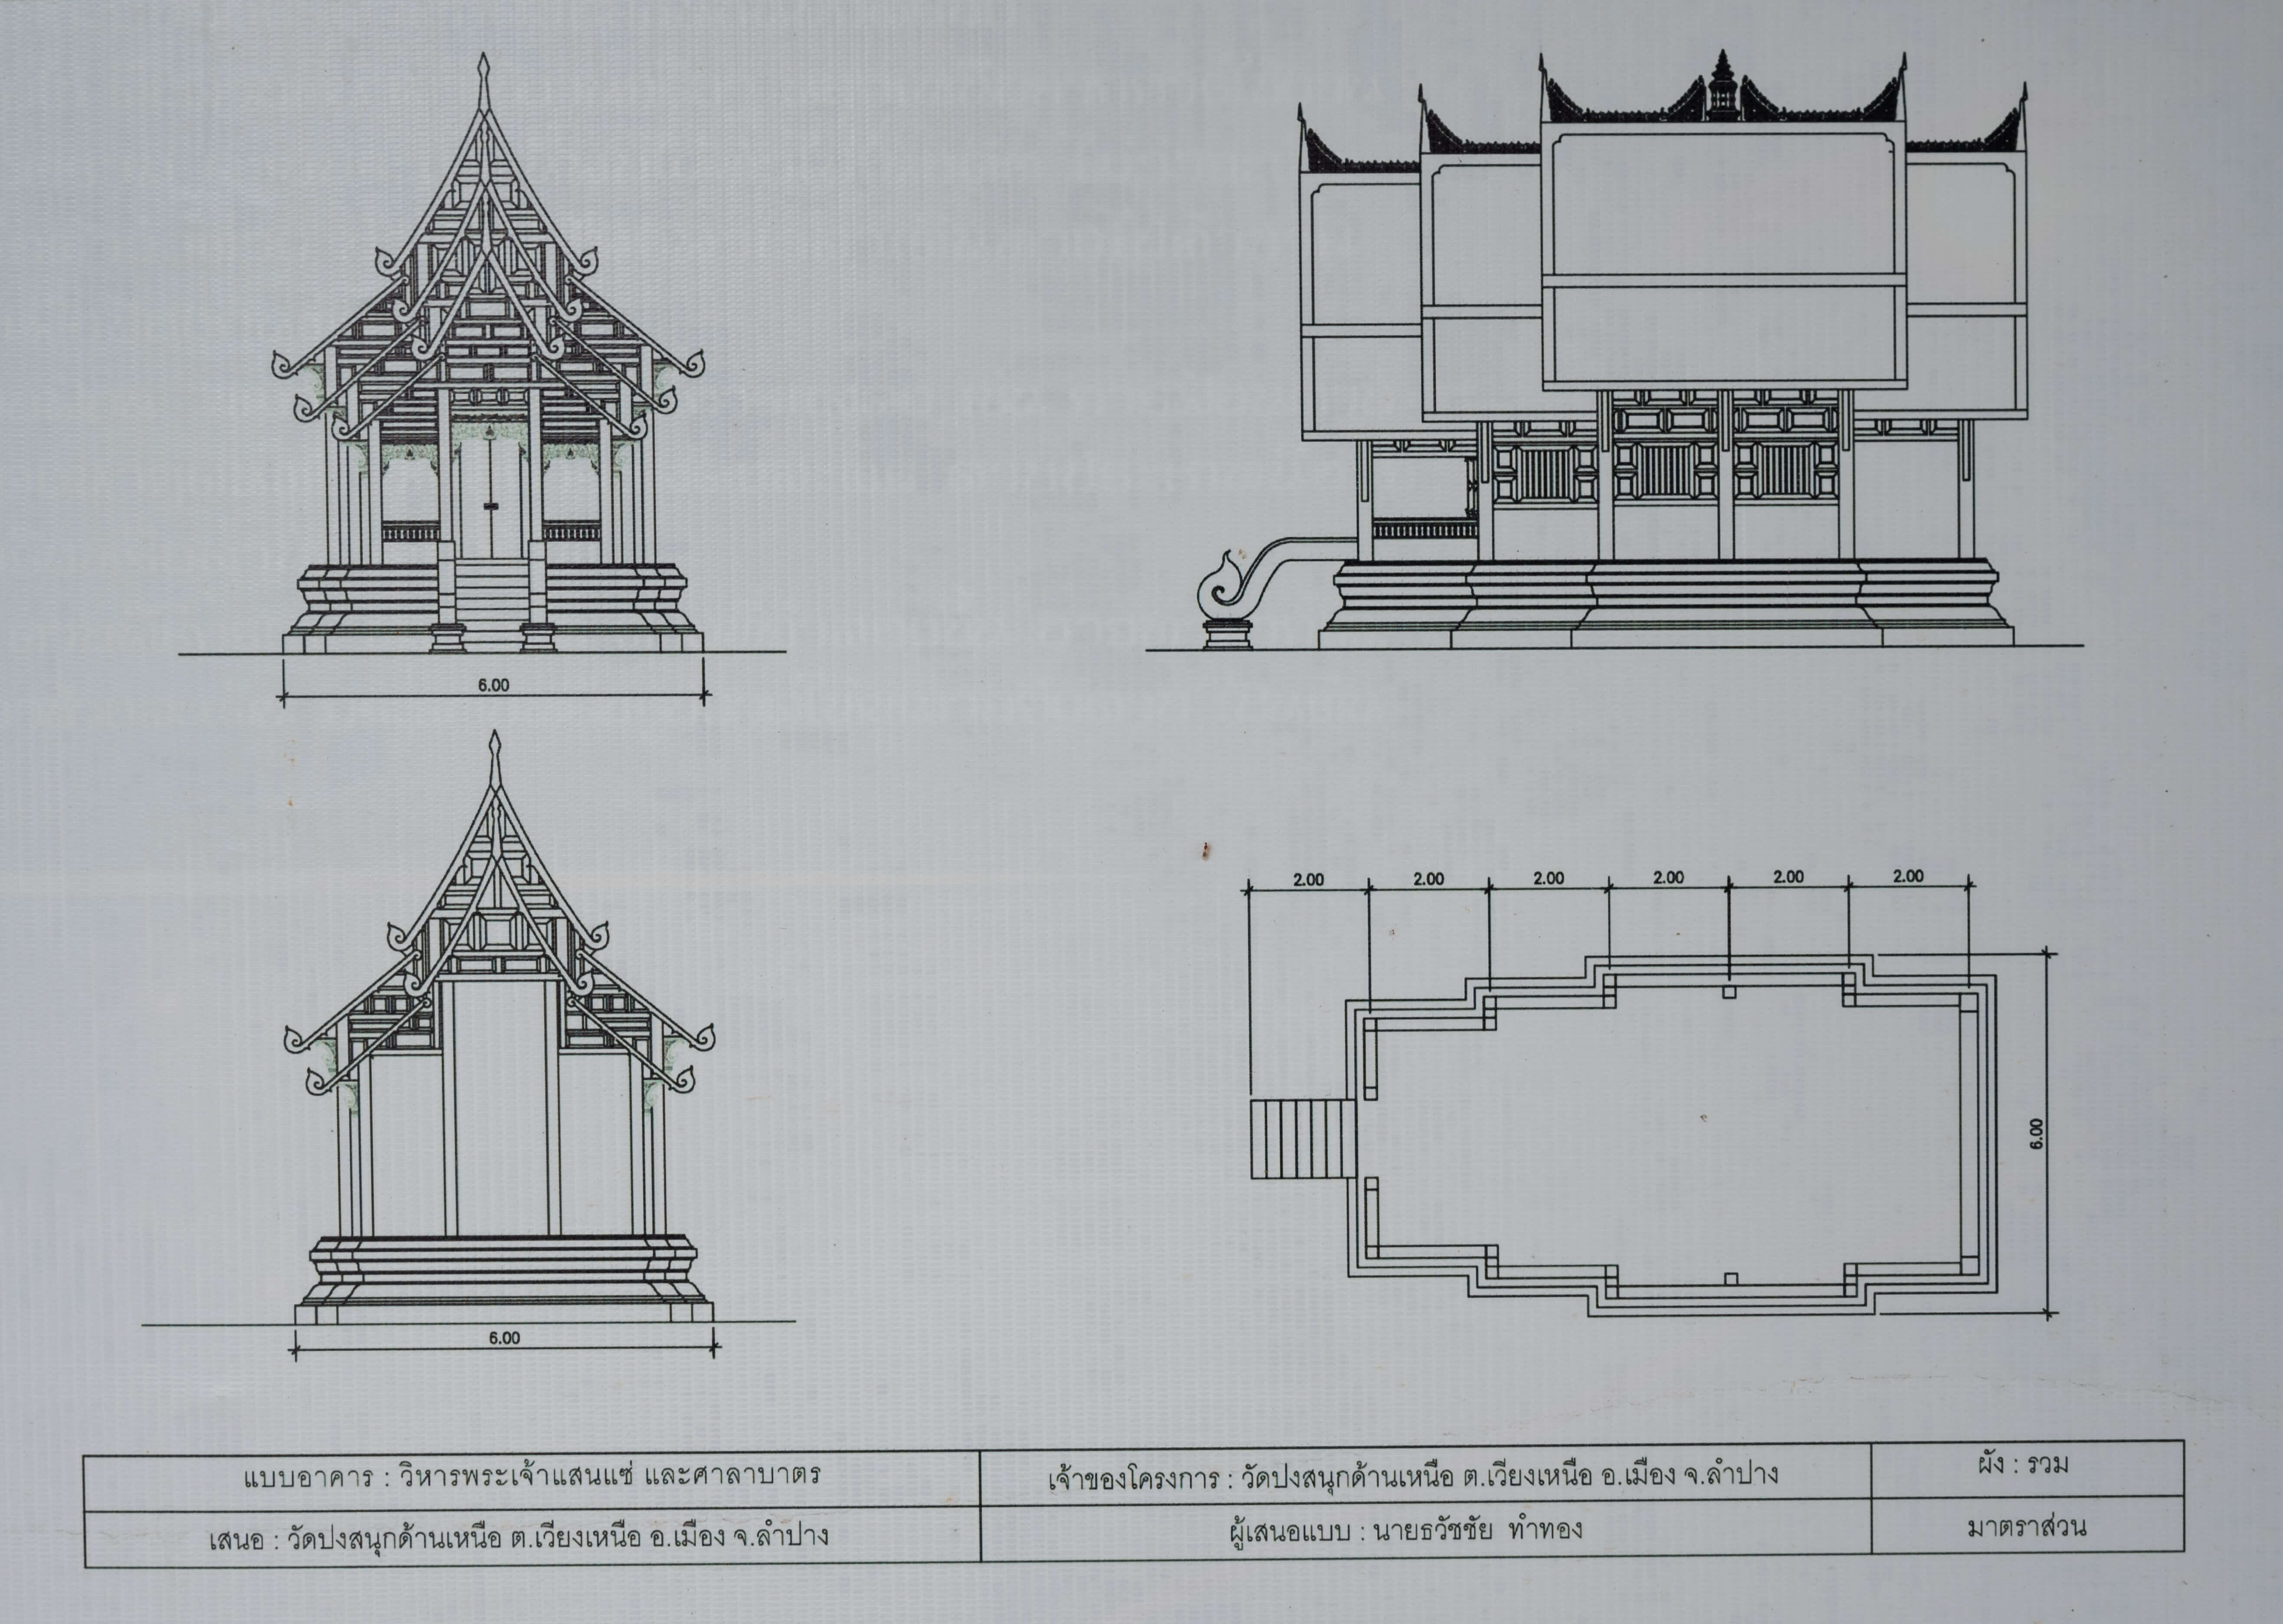 6.00
6.00
2.00 2.00 2.00 2.00 2.00 2.00
6.00
แบบอาคาร : วิหารพระเจ้าแสนแซ่ และศาลาบาตร
เจ้าของโครงการ : วัดปงสนุกด้านเหนือ ต.เวียงเหนือ อ.เมือง จ.ลำปาง
ผัง : รวม
เสนอ : วัดปงสนุกด้านเหนือ ต.เวียงเหนือ อ.เมือง จ.ลำปาง
ผู้เสนอแบบ : นายธวัชชัย ทำทอง
มาตราส่วน